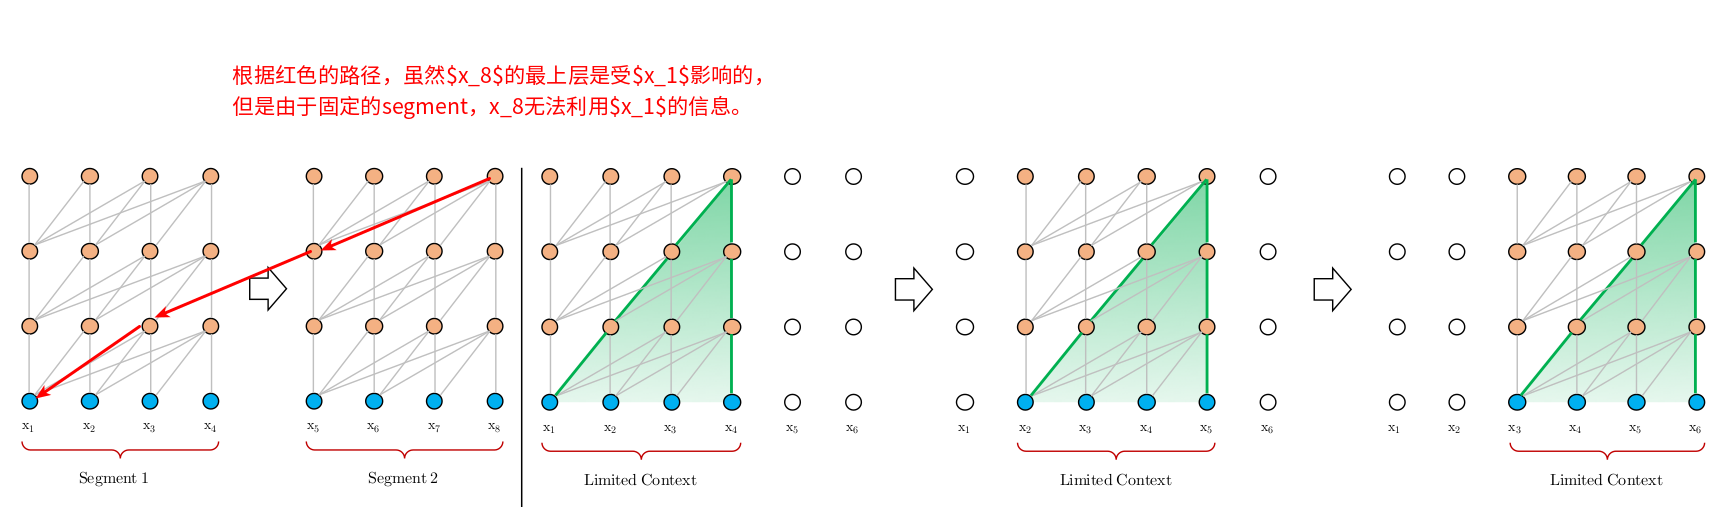 根据红色的路径，虽然$x_8$的最上层是受$x_1$影响的，
但是由于固定的segment，x_8无法利用$x_1$的信息。
x₁ x₂ x₃ x₄ x₅ x₆ x₇ x₈ x₁ x₂ x₃ x₄ x₅ x₆ x₁ x₂ x₃ x₄ x₅ x₆ x₁ x₂ x₃ x₄ x₅ x₆
Segment 1 Segment 2 Limited Context Limited Context Limited Context